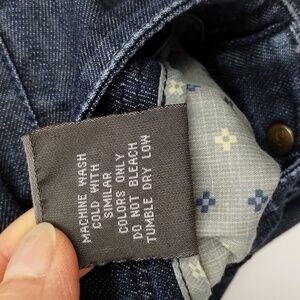 MACHINE WASH
COLD WITH
SIMILAR
COLORS ONLY
DO NOT BLEACH
TUMBLE DRY LOW